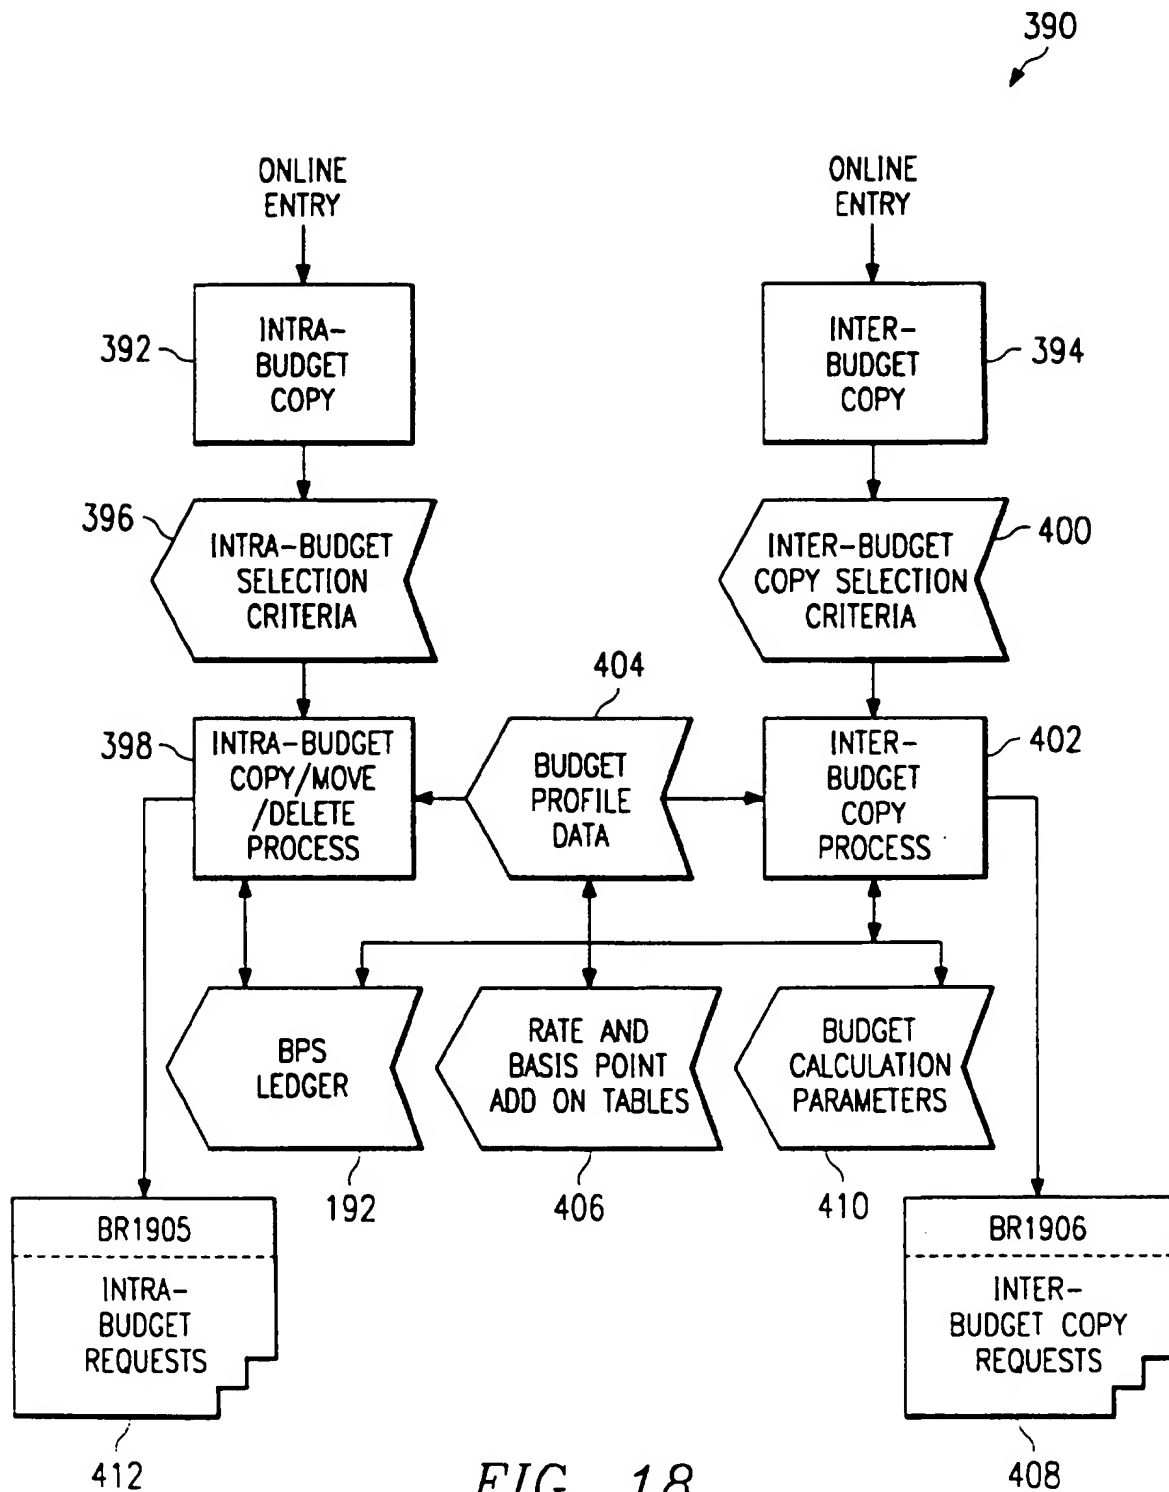 390
ONLINE
ENTRY
ONLINE
ENTRY
392
INTRA-
BUDGET
COPY
INTER-
BUDGET
COPY
394
396
INTRA-BUDGET
SELECTION
CRITERIA
INTER-BUDGET
COPY SELECTION
CRITERIA
400
404
398
INTRA-BUDGET
COPY/MOVE
/DELETE
PROCESS
BUDGET
PROFILE
DATA
INTER-
BUDGET
COPY
PROCESS
402
BPS
LEDGER
RATE AND
BASIS POINT
ADD ON TABLES
BUDGET
CALCULATION
PARAMETERS
192
406
410
BR1905
INTRA-
BUDGET
REQUESTS
BR1906
INTER-
BUDGET COPY
REQUESTS
412
408
FIG. 18